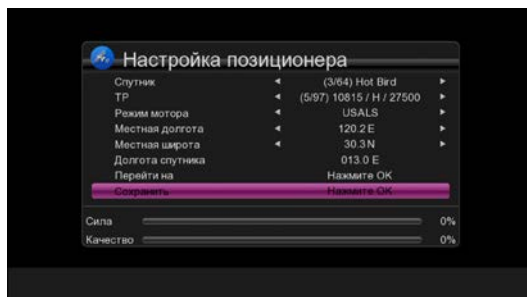 Настройка позиционера
Спутник (3/64) Hot Bird
TP (5/97) 10815 / H / 27500
Режим мотора USALS
Местная долгота 120.2 E
Местная широта 30.3 N
Долгота спутника 013.0 E
Перейти на Нажмите OK
Сохранить Нажмите OK
Сила 0%
Качество 0%